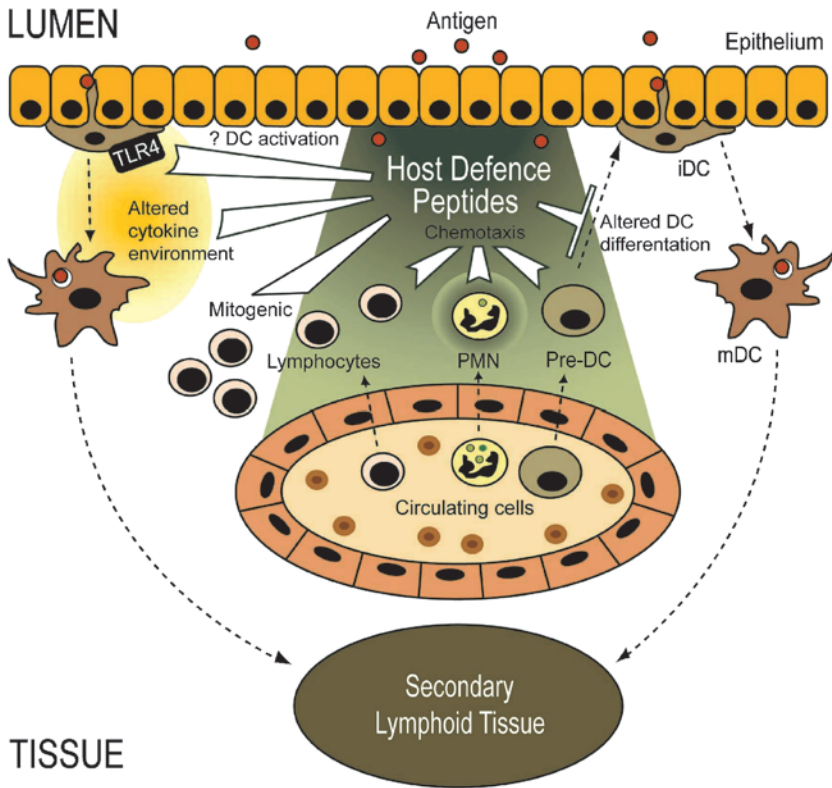 LUMEN
Antigen
Epithelium
TLR4
? DC activation
Host Defence
Peptides
Chemotaxis
iDC
Altered
cytokine
environment
Altered DC
differentation
Mitogenic
Lymphocytes
PMN
Pre-DC
mDC
Circulating cells
Secondary
Lymphoid Tissue
TISSUE